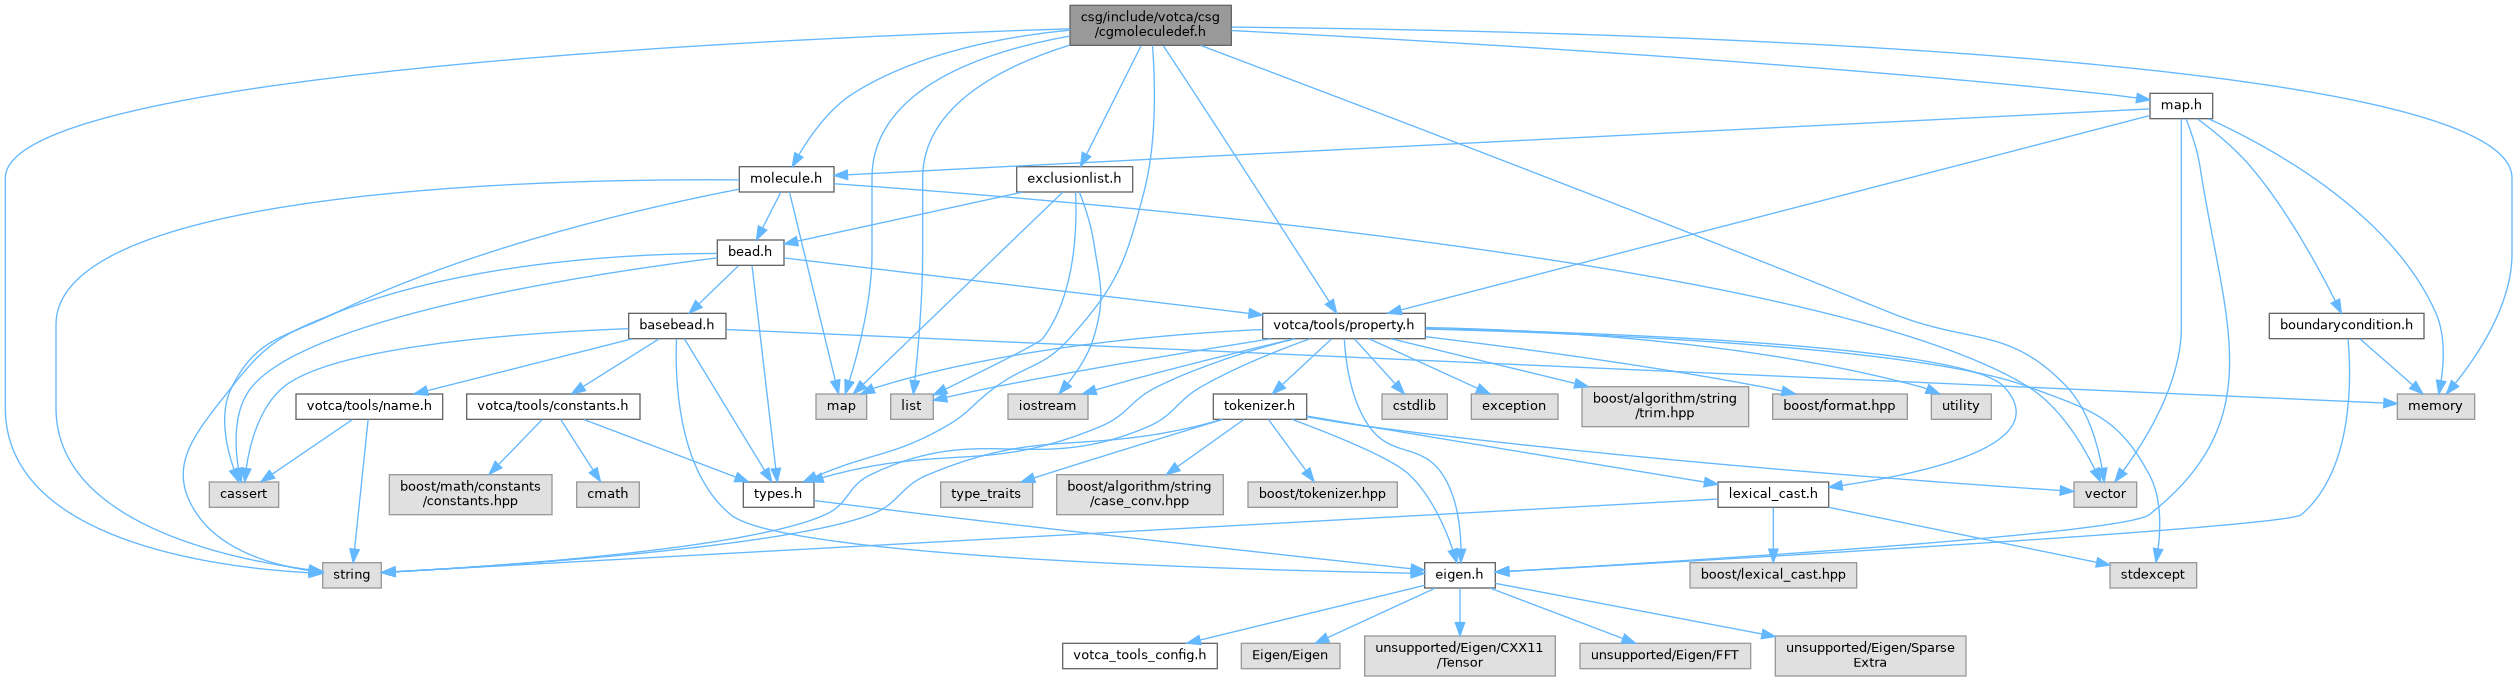 csg/include/votca/csg
/cgmoleculedef.h
map.h
molecule.h
exclusionlist.h
bead.h
basebead.h
votca/tools/property.h
boundarycondition.h
votca/tools/name.h
votca/tools/constants.h
map
list
iostream
tokenizer.h
cstdlib
exception
boost/algorithm/string
/trim.hpp
boost/format.hpp
utility
memory
cassert
boost/math/constants
/constants.hpp
cmath
types.h
type_traits
boost/algorithm/string
/case_conv.hpp
boost/tokenizer.hpp
lexical_cast.h
vector
string
eigen.h
boost/lexical_cast.hpp
stdexcept
votca_tools_config.h
Eigen/Eigen
unsupported/Eigen/CXX11
/Tensor
unsupported/Eigen/FFT
unsupported/Eigen/Sparse
Extra